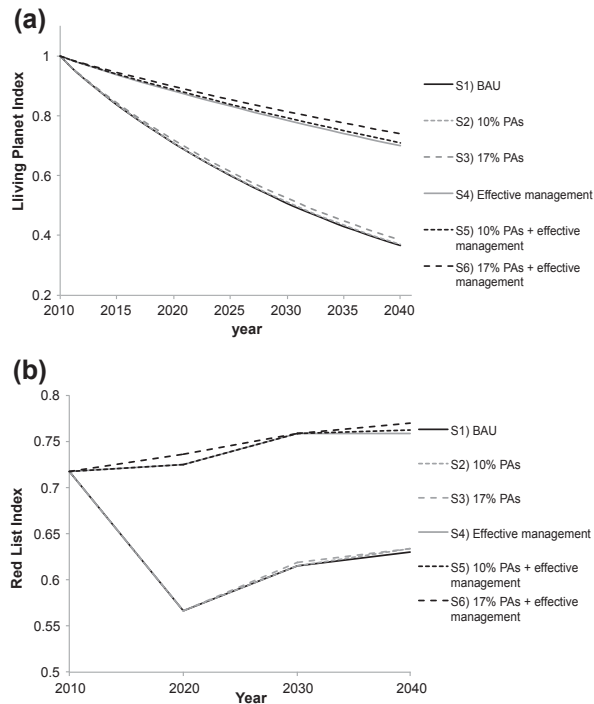 (a)
Lliving Planet Index
1
0.8
0.6
0.4
0.2
2010 2015 2020 2025 2030 2035 2040
year
S1) BAU
S2) 10% PAs
S3) 17% PAs
S4) Effective management
S5) 10% PAs + effective
management
S6) 17% PAs + effective
management
(b)
Red List Index
0.8
0.75
0.7
0.65
0.6
0.55
0.5
2010 2020 2030 2040
Year
S1) BAU
S2) 10% PAs
S3) 17% PAs
S4) Effective management
S5) 10% PAs + effective
management
S6) 17% PAs + effective
management